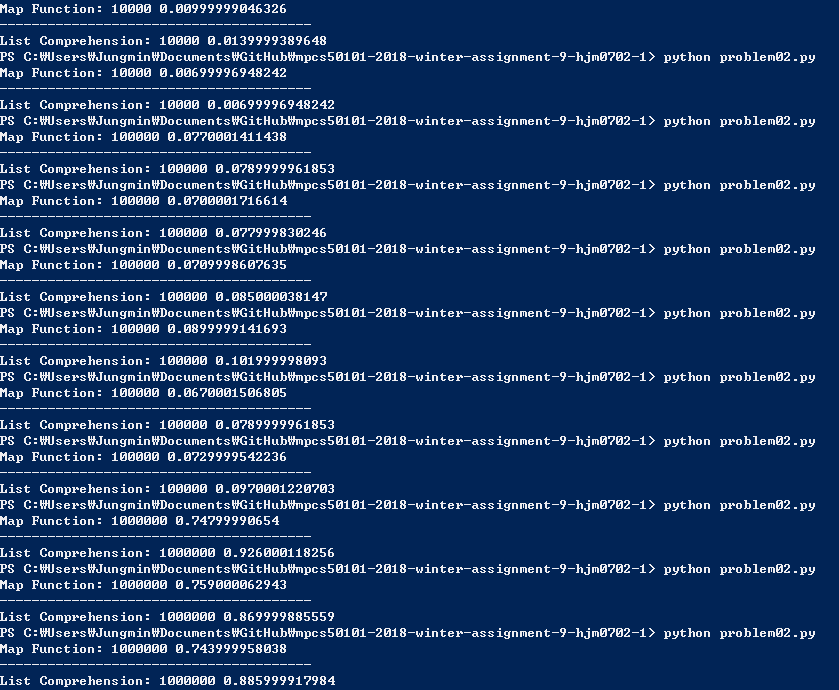 Map Function: 10000 0.00999999046326
---------------------------------------
List Comprehension: 10000 0.0139999389648
PS C:₩Users₩Jungmin₩Documents₩GitHub₩mpcs50101-2018-winter-assignment-9-hjm0702-1> python problem02.py
Map Function: 10000 0.00699996948242
---------------------------------------
List Comprehension: 10000 0.00699996948242
PS C:₩Users₩Jungmin₩Documents₩GitHub₩mpcs50101-2018-winter-assignment-9-hjm0702-1> python problem02.py
Map Function: 100000 0.0770001411438
---------------------------------------
List Comprehension: 100000 0.0789999961853
PS C:₩Users₩Jungmin₩Documents₩GitHub₩mpcs50101-2018-winter-assignment-9-hjm0702-1> python problem02.py
Map Function: 100000 0.0700001716614
---------------------------------------
List Comprehension: 100000 0.077999830246
PS C:₩Users₩Jungmin₩Documents₩GitHub₩mpcs50101-2018-winter-assignment-9-hjm0702-1> python problem02.py
Map Function: 100000 0.0709998607635
---------------------------------------
List Comprehension: 100000 0.085000038147
PS C:₩Users₩Jungmin₩Documents₩GitHub₩mpcs50101-2018-winter-assignment-9-hjm0702-1> python problem02.py
Map Function: 100000 0.0899999141693
---------------------------------------
List Comprehension: 100000 0.101999998093
PS C:₩Users₩Jungmin₩Documents₩GitHub₩mpcs50101-2018-winter-assignment-9-hjm0702-1> python problem02.py
Map Function: 100000 0.0670001506805
---------------------------------------
List Comprehension: 100000 0.0789999961853
PS C:₩Users₩Jungmin₩Documents₩GitHub₩mpcs50101-2018-winter-assignment-9-hjm0702-1> python problem02.py
Map Function: 100000 0.0729999542236
---------------------------------------
List Comprehension: 100000 0.0970001220703
PS C:₩Users₩Jungmin₩Documents₩GitHub₩mpcs50101-2018-winter-assignment-9-hjm0702-1> python problem02.py
Map Function: 1000000 0.74799990654
---------------------------------------
List Comprehension: 1000000 0.926000118256
PS C:₩Users₩Jungmin₩Documents₩GitHub₩mpcs50101-2018-winter-assignment-9-hjm0702-1> python problem02.py
Map Function: 1000000 0.759000062943
---------------------------------------
List Comprehension: 1000000 0.869999885559
PS C:₩Users₩Jungmin₩Documents₩GitHub₩mpcs50101-2018-winter-assignment-9-hjm0702-1> python problem02.py
Map Function: 1000000 0.743999958038
---------------------------------------
List Comprehension: 1000000 0.885999917984